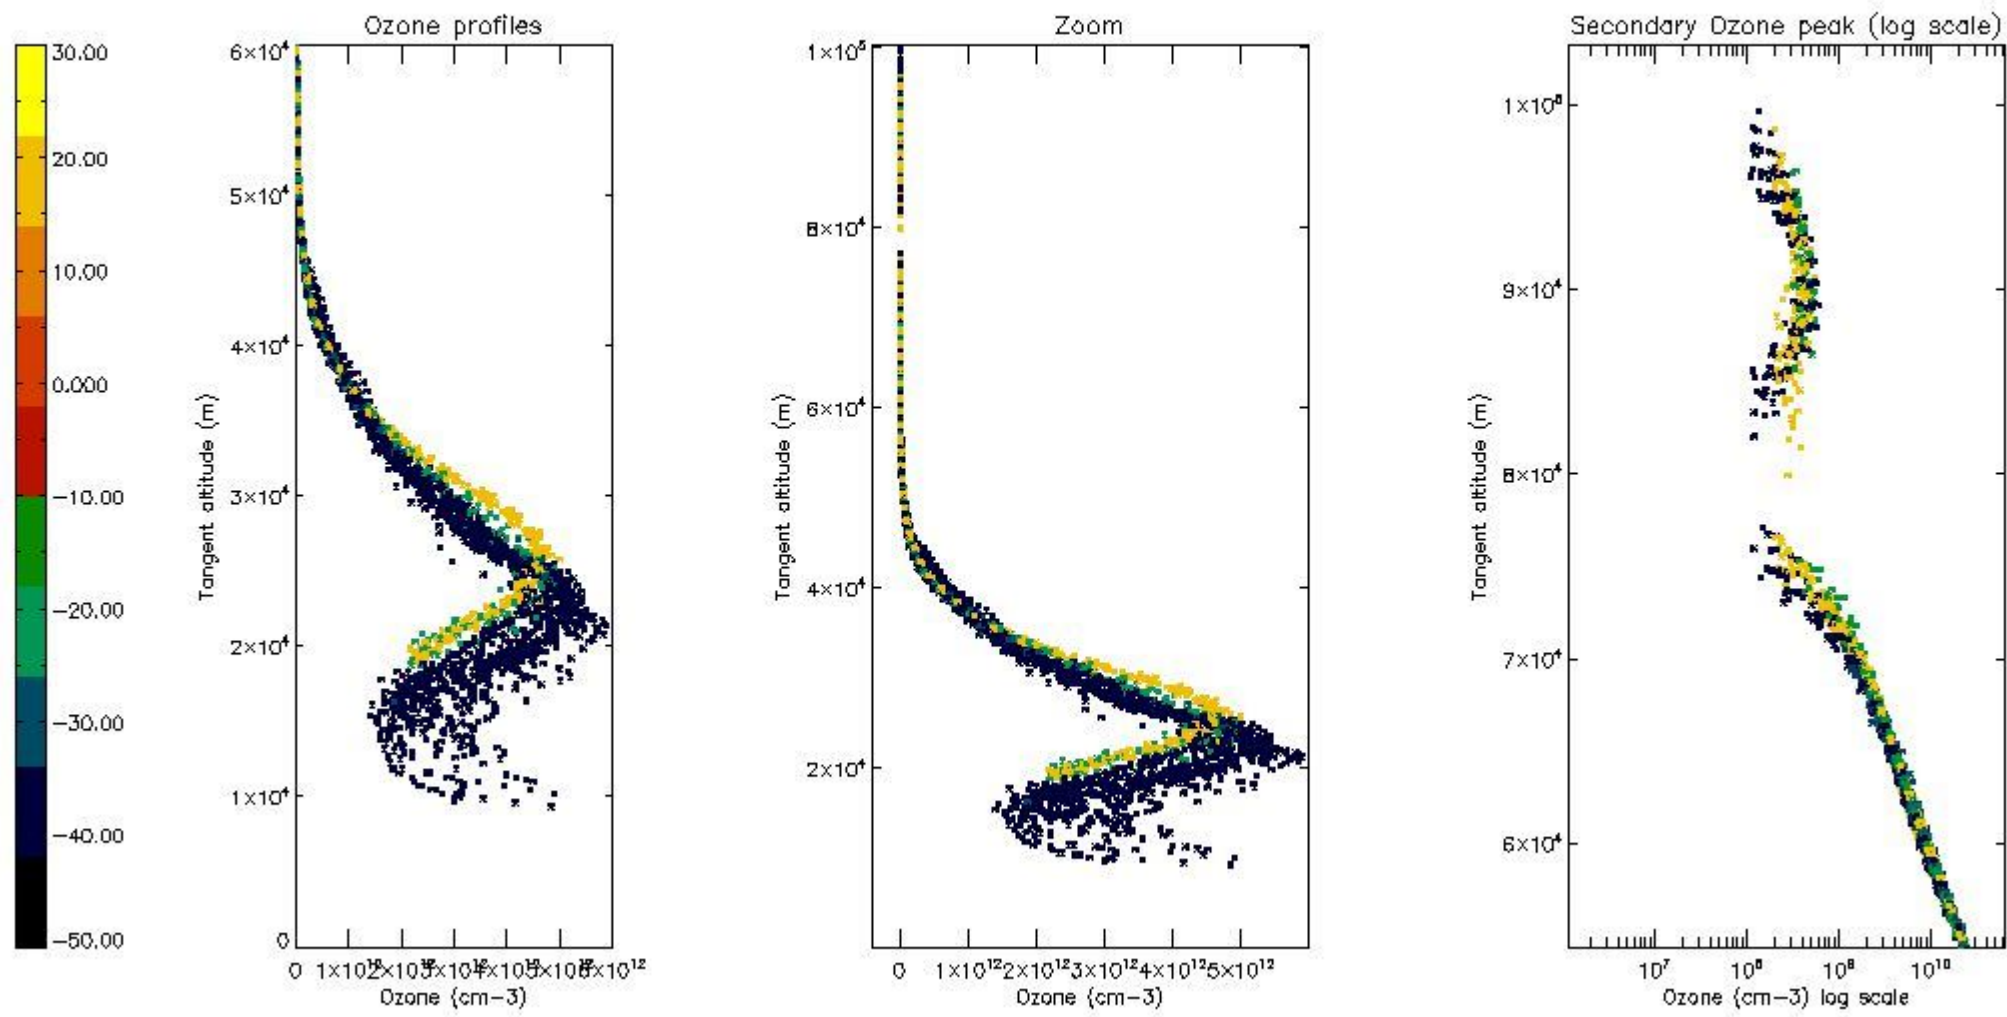 Ozone profiles
Zoom
Secondary Ozone peak (log scale)
30.00
20.00
10.00
0.000
-10.00
-20.00
-30.00
-40.00
-50.00
Tangent altitude (m)
6×10⁴
5×10⁴
4×10⁴
3×10⁴
2×10⁴
1×10⁴
0
0
Ozone (cm-3)
Tangent altitude (m)
1×10⁵
8×10⁴
6×10⁴
4×10⁴
2×10⁴
0 1×10¹² 2×10¹² 3×10¹² 4×10¹² 5×10¹²
Ozone (cm-3)
Tangent altitude (m)
9×10⁴
8×10⁴
7×10⁴
6×10⁴
10⁷ 10⁸ 10⁹ 10¹⁰
Ozone (cm-3) log scale